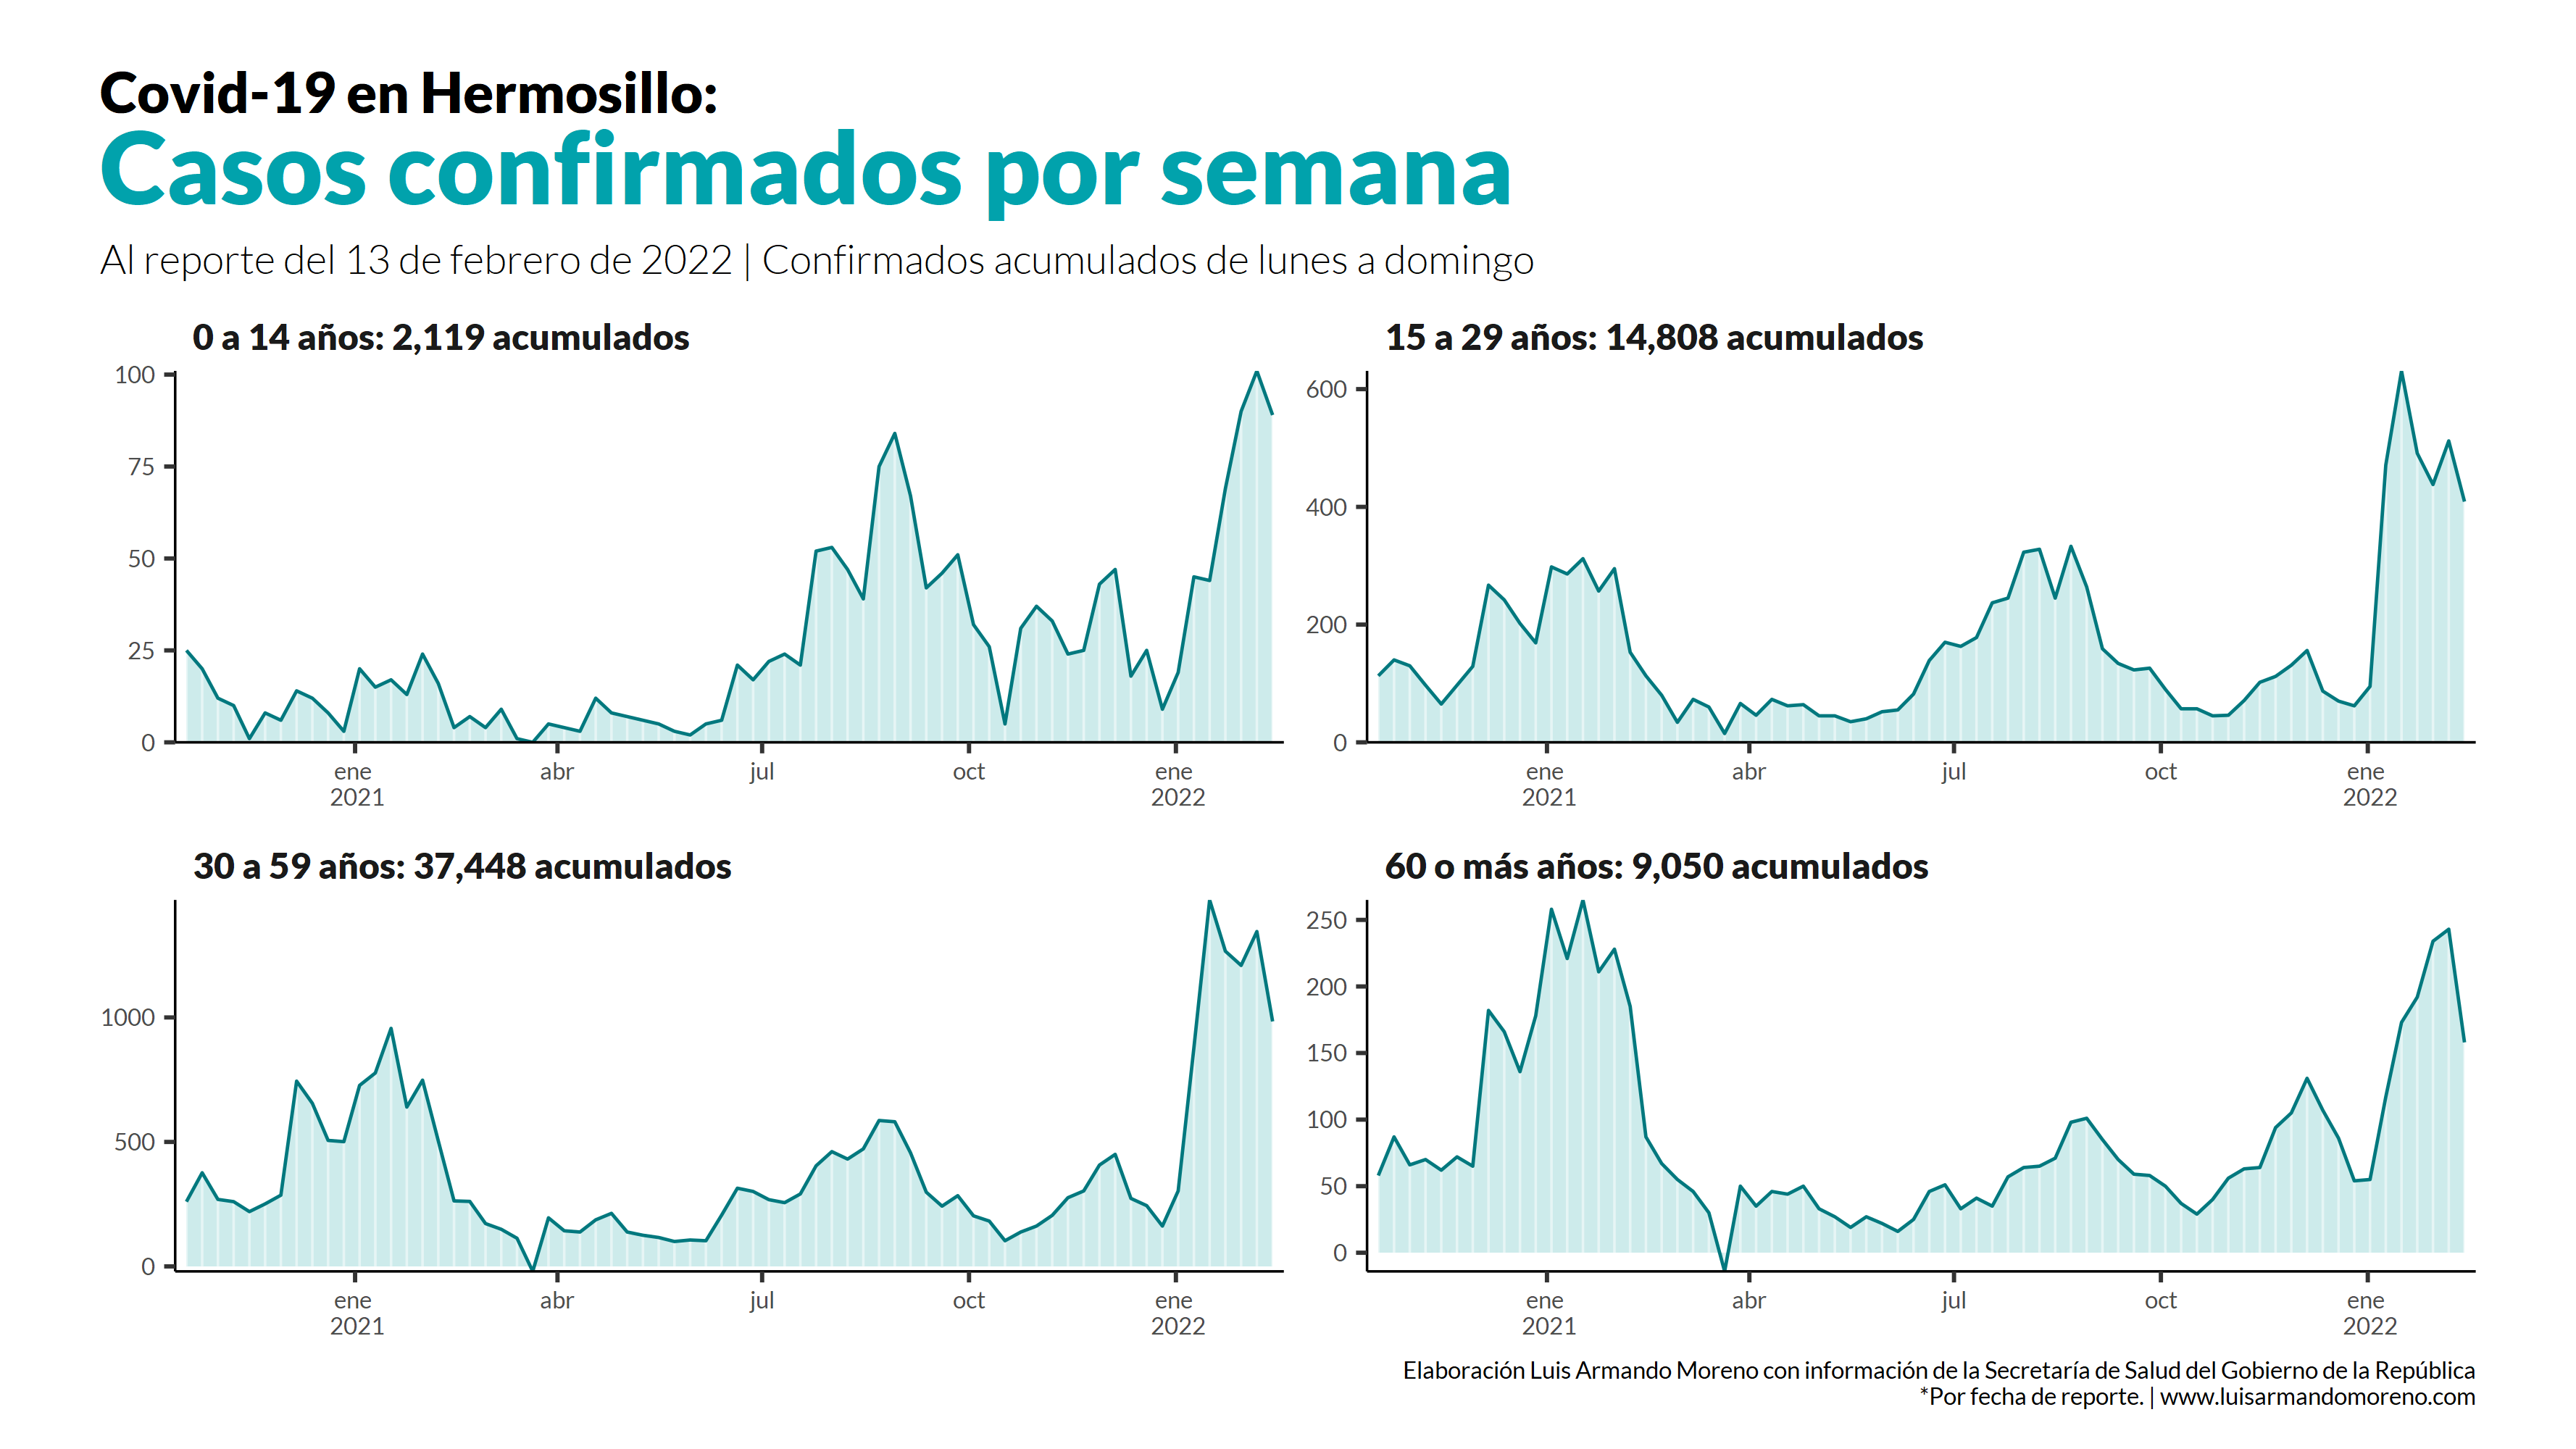 Covid-19 en Hermosillo:
Casos confirmados por semana
Al reporte del 13 de febrero de 2022 | Confirmados acumulados de lunes a domingo
0 a 14 años: 2,119 acumulados
100
75
50
25
0
ene
2021
abr
jul
oct
ene
2022
15 a 29 años: 14,808 acumulados
600
400
200
0
ene
2021
abr
jul
oct
ene
2022
30 a 59 años: 37,448 acumulados
1000
500
0
ene
2021
abr
jul
oct
ene
2022
60 o más años: 9,050 acumulados
250
200
150
100
50
0
ene
2021
abr
jul
oct
ene
2022
Elaboración Luis Armando Moreno con información de la Secretaría de Salud del Gobierno de la República
*Por fecha de reporte. | www.luisarmandomoreno.com